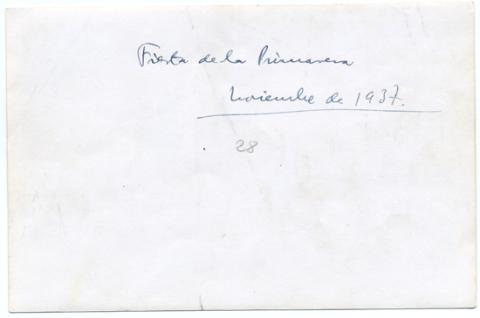 Fiesta de la Primavera
Noviembre de 1937.
28